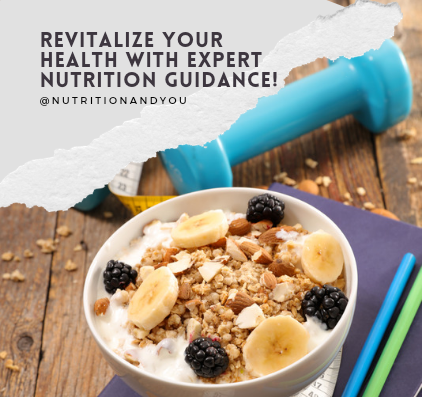 REVITALIZE YOUR
HEALTH WITH EXPERT
NUTRITION GUIDANCE!
@NUTRITIONANDYOU